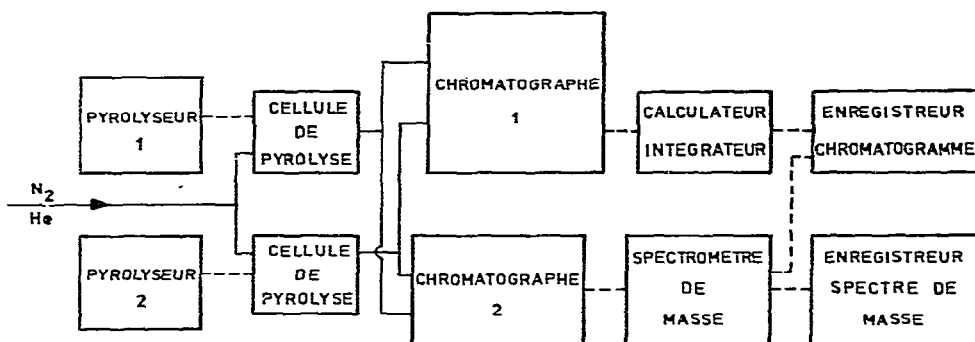 PYROLYSEUR
1
CELLULE
DE
PYROLYSE
CHROMATOGRAPHE
1
CALCULATEUR
INTEGRATEUR
ENREGISTREUR
CHROMATOGRAMME
N2
He
PYROLYSEUR
2
CELLULE
DE
PYROLYSE
CHROMATOGRAPHE
2
SPECTROMETRE
DE
MASSE
ENREGISTREUR
SPECTRE DE
MASSE